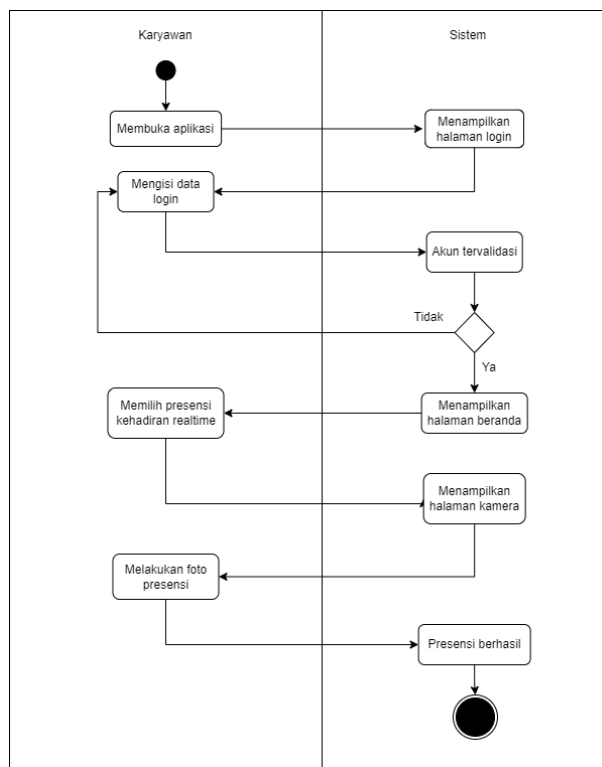 Karyawan
Sistem
Membuka aplikasi
Menampilkan
halaman login
Mengisi data
login
Akun tervalidasi
Tidak
Ya
Memilih presensi
kehadiran realtime
Menampilkan
halaman beranda
Menampilkan
halaman kamera
Melakukan foto
presensi
Presensi berhasil